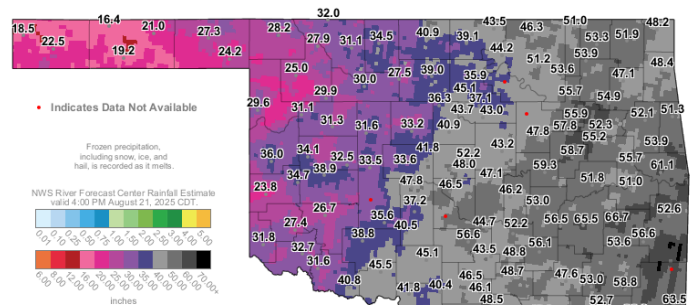 32.0
16.4 43.5 51.0 48.2
18.5 21.0 27.3 28.2 40.9 46.3
22.5 27.9 31.1 34.5 39.1 53.3 51.9
19.2 24.2 44.2 53.9
51.2 48.4
25.0 27.5 39.0 35.9 53.6 47.1
30.0
29.9 45.1 55.7 54.9
29.6 31.1 36.3 37.1
• Indicates Data Not Available 43.7 43.0 55.9 52.1 51.3
31.3 31.6 33.2 40.9 47.8 57.8 52.3
55.2
Frozen precipitation, 34.1 41.8 43.2 58.7 53.9
including snow, ice, and 36.0 32.5 33.5 33.6 52.2 55.7
hail, is recorded as it melts. 38.9 48.0 59.3 61.1
34.7 47.1
NWS River Forecast Center Rainfall Estimate 23.8 47.8 46.5 51.8 51.0
valid 4:00 PM August 21, 2025 CDT. 46.2
26.7 37.2 53.0 52.6
35.6
27.4 40.5 44.7 52.2 56.5 65.5 66.7
0.01 0.10 0.25 0.50 0.75 1.00 1.50 2.00 2.50 3.00 4.00 5.00
31.8 38.8 56.6 56.1 53.6 56.6
32.7 45.1 43.5 48.8
31.6 45.5 48.7
6.00 8.00 10.00 12.00 15.00 20.00 25.00 30.00 35.00 40.00 50.00 60.00 70.00+
40.8 46.5 47.6 53.0 58.8
inches 41.8 40.4 46.1
48.5 52.7 63.5